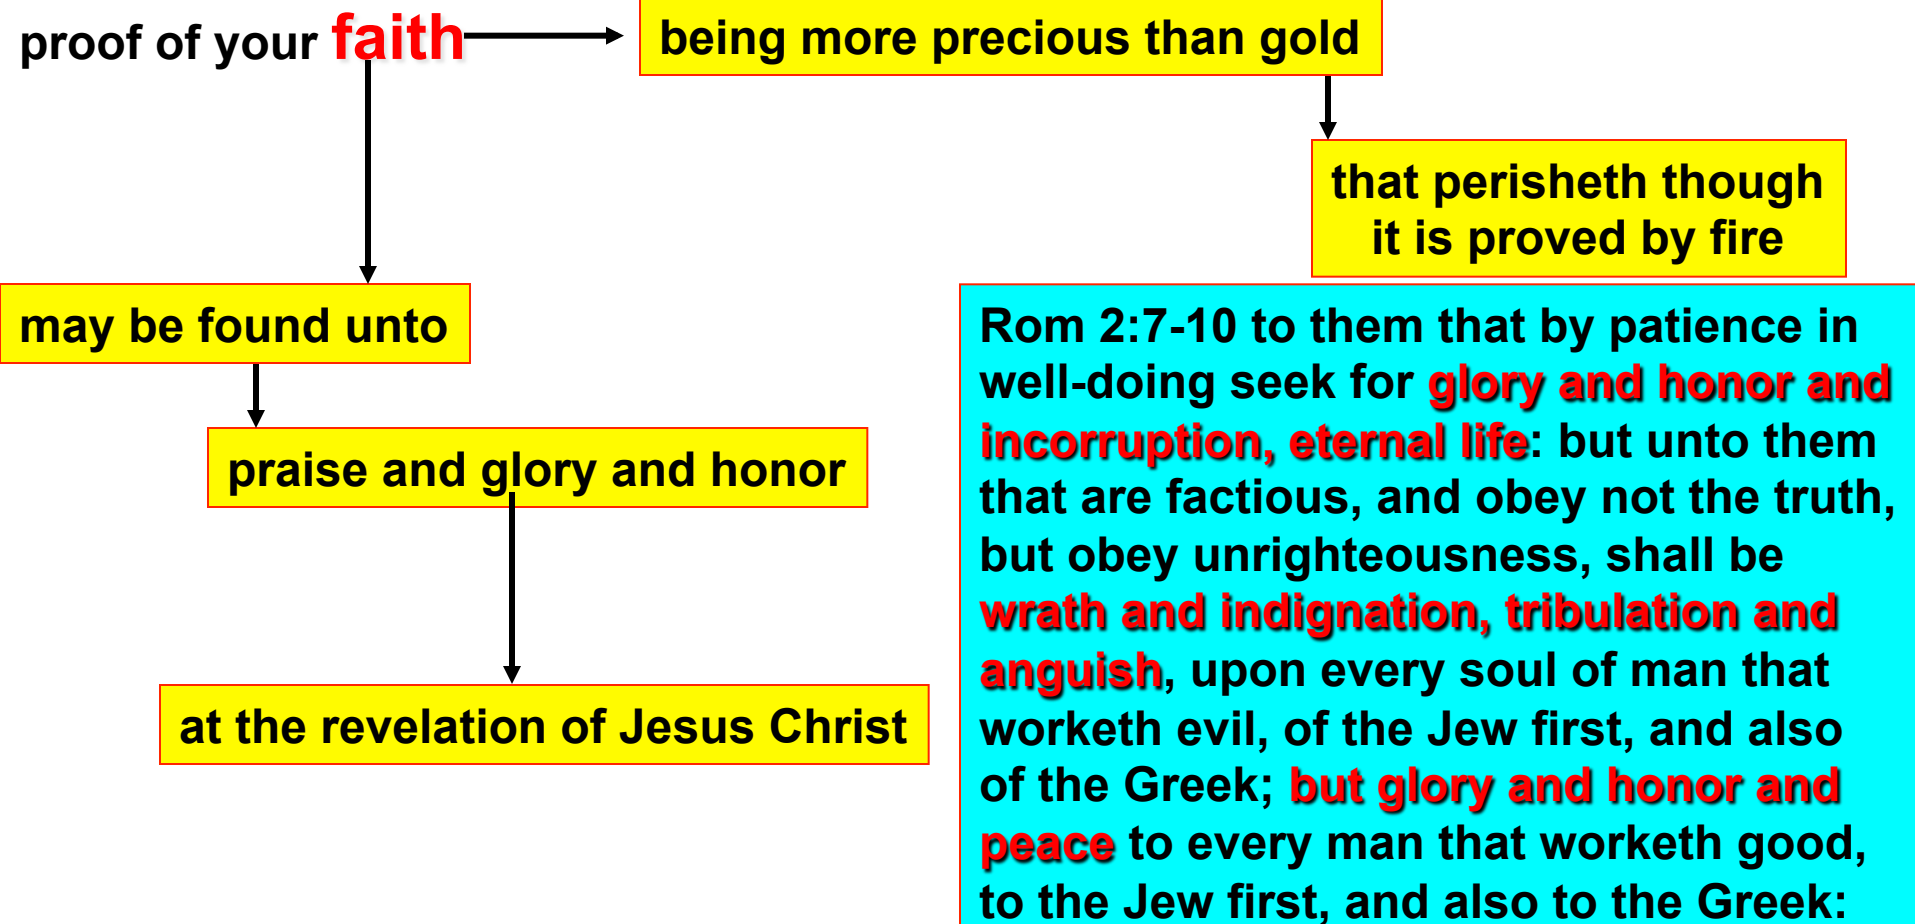 proof of your faith
being more precious than gold
that perisheth though
it is proved by fire
may be found unto
praise and glory and honor
at the revelation of Jesus Christ
Rom 2:7-10 to them that by patience in
well-doing seek for glory and honor and
incorruption, eternal life: but unto them
that are factious, and obey not the truth,
but obey unrighteousness, shall be
wrath and indignation, tribulation and
anguish, upon every soul of man that
worketh evil, of the Jew first, and also
of the Greek; but glory and honor and
peace to every man that worketh good,
to the Jew first, and also to the Greek: